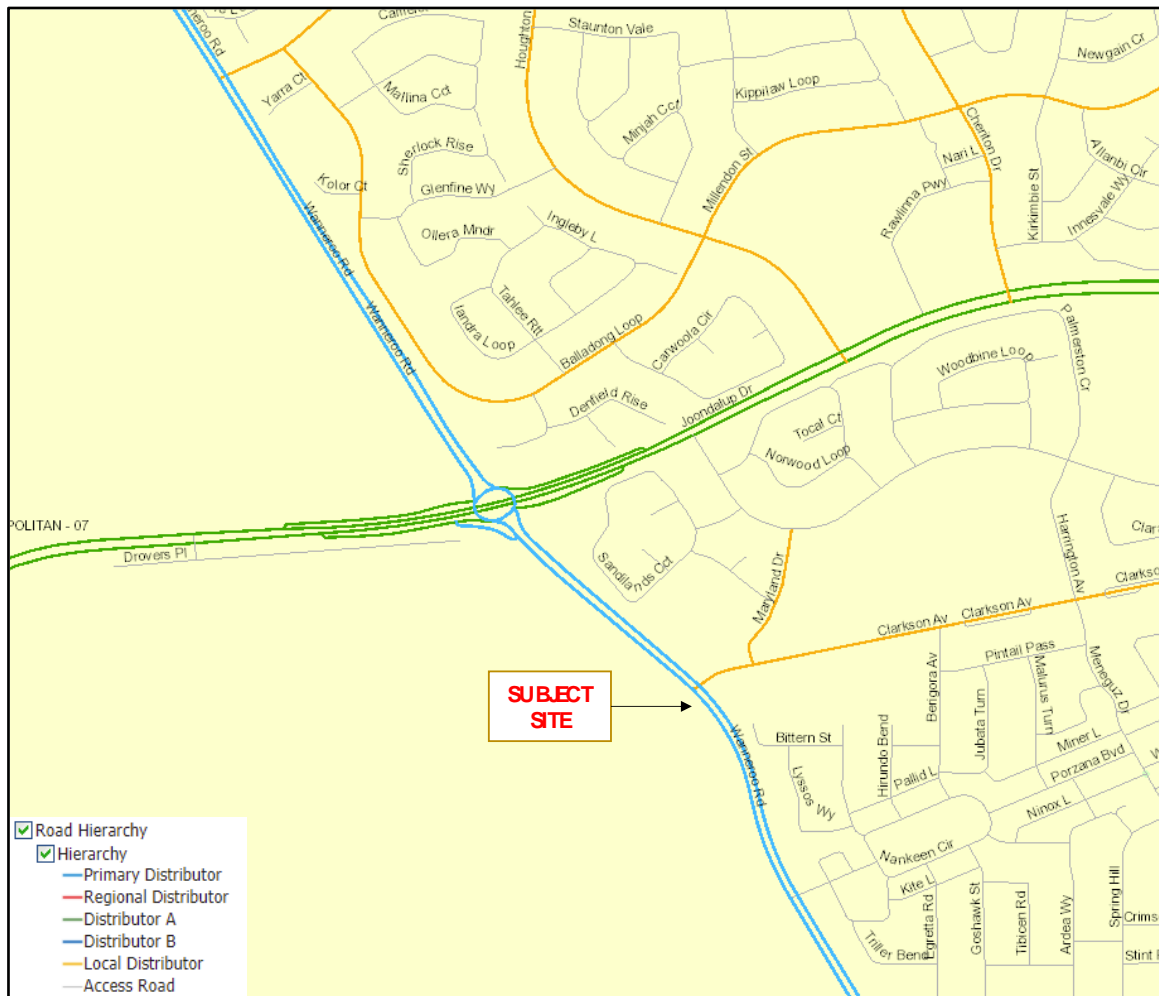 Staunton Vale
Houghton
Newgain Cr
Yarra Ct
Mallina Cct
Kippilaw Loop
Minjah Cct
Cheriton Dr
Sherlock Rise
Millendon St
Nari L
Allanbi Cir
Kolor Ct
Glenfine Wy
Rawlinna Pwy
Kirkimbie St
Innesvale Wy
Wanneroo Rd
Ingleby L
Ollera Mndr
Wanneroo Rd
Tahlee Rtt
Iandra Loop
Balladong Loop
Carwoola Cir
Palmerston Cr
Woodbine Loop
Denfield Rise
Joondalup Dr
Tocal Ct
Norwood Loop
POLITAN - 07
Drovers Pl
Harrington Av
Sandilands Cct
Maryland Dr
Clarkson Av
Clarkson Av
SUBJECT
SITE
Berigora Av
Pintail Pass
Meneguz Dr
Jubata Turn
Malurus Turn
Bittern St
Hirundo Bend
Miner L
Wanneroo Rd
Lyssos Wy
Pallid L
Porzana Bvd
Ninox L
Nankeen Cir
Kite L
Egretta Rd
Goshawk St
Tibicen Rd
Ardea Wy
Spring Hill
Crims
Triller Bend
Road Hierarchy
Hierarchy
Primary Distributor
Regional Distributor
Distributor A
Distributor B
Local Distributor
Access Road